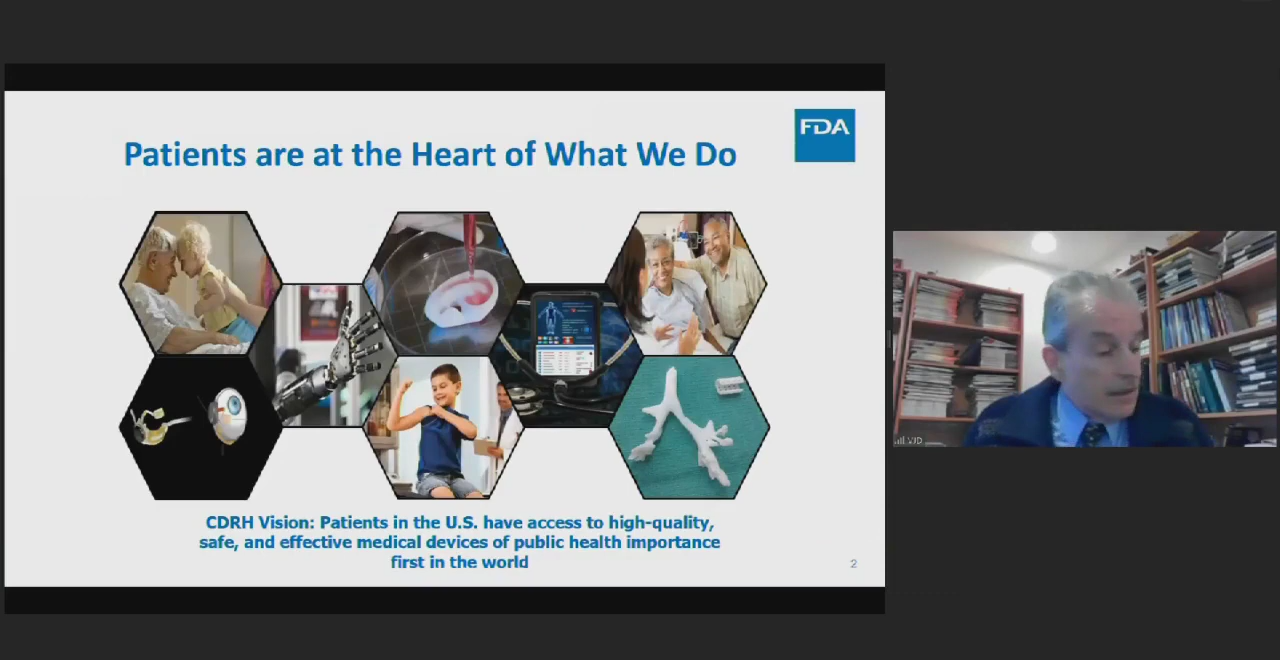 FDA
Patients are at the Heart of What We Do
CDRH Vision: Patients in the U.S. have access to high-quality,
safe, and effective medical devices of public health importance
first in the world
2
VJD